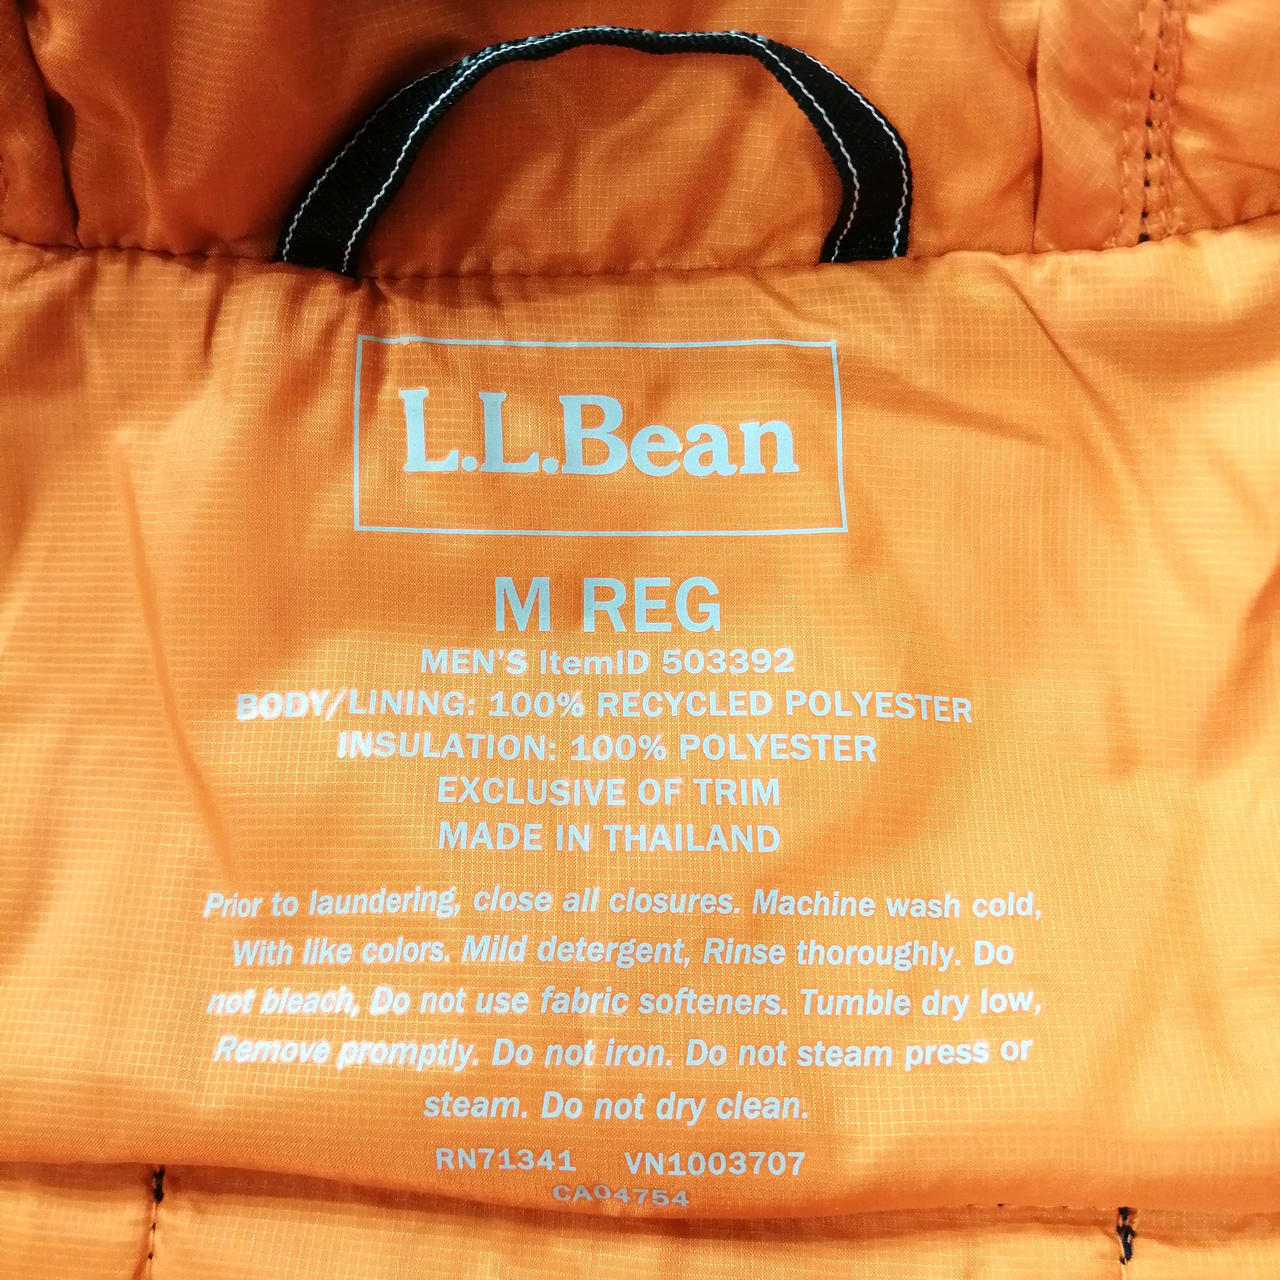 L.L.Bean
M REG
MEN'S ItemID 503392
BODY/LINING: 100% RECYCLED POLYESTER
INSULATION: 100% POLYESTER
EXCLUSIVE OF TRIM
MADE IN THAILAND
Prior to laundering, close all closures. Machine wash cold,
With like colors. Mild detergent, Rinse thoroughly. Do
not bleach, Do not use fabric softeners. Tumble dry low,
Remove promptly. Do not iron. Do not steam press or
steam. Do not dry clean.
RN71341 VN1003707
CA04754